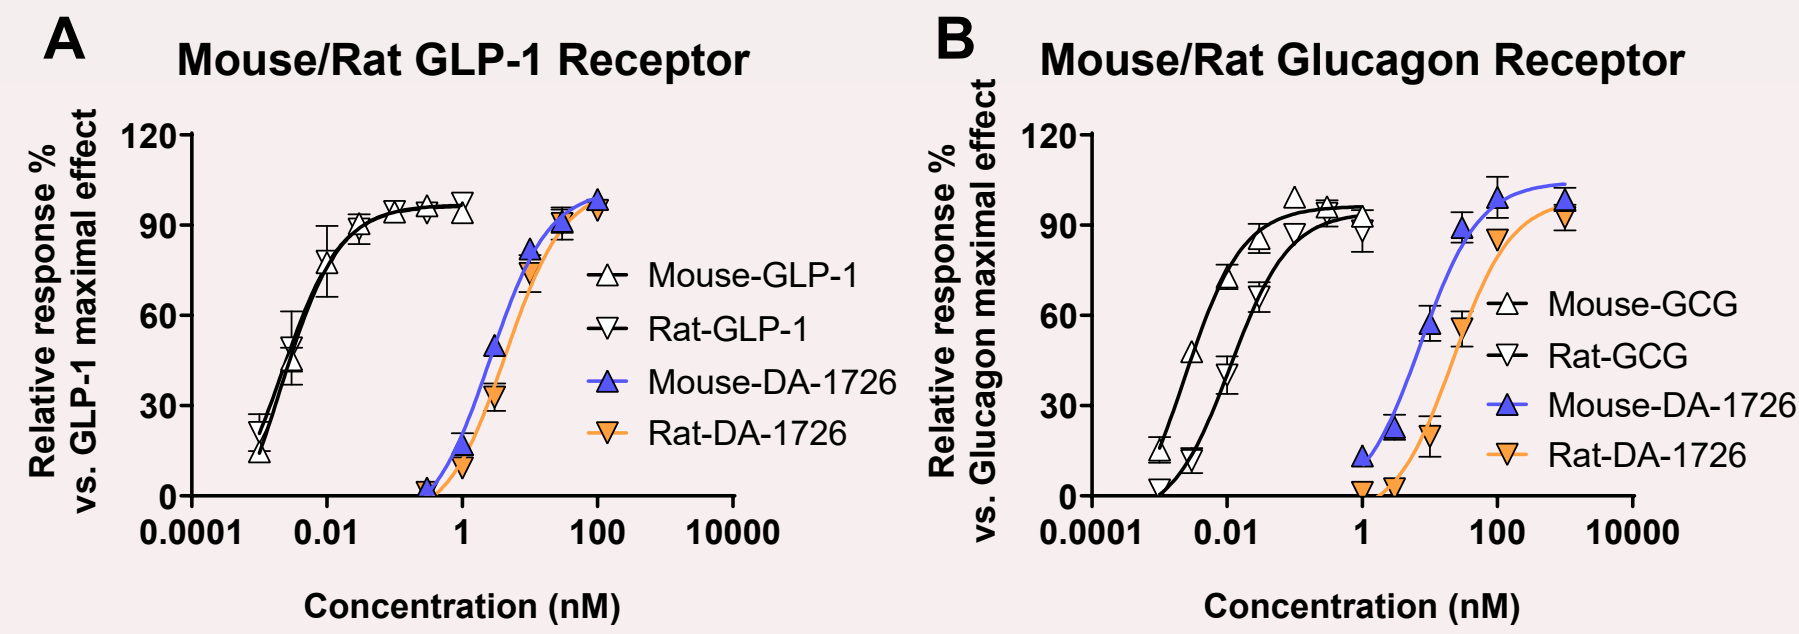 A
Mouse/Rat GLP-1 Receptor
Relative response %
vs. GLP-1 maximal effect
120
90
60
30
0
0.0001 0.01 1 100 10000
Concentration (nM)
Mouse-GLP-1
Rat-GLP-1
Mouse-DA-1726
Rat-DA-1726
B
Mouse/Rat Glucagon Receptor
Relative response %
vs. Glucagon maximal effect
120
90
60
30
0
0.0001 0.01 1 100 10000
Concentration (nM)
Mouse-GCG
Rat-GCG
Mouse-DA-1726
Rat-DA-1726